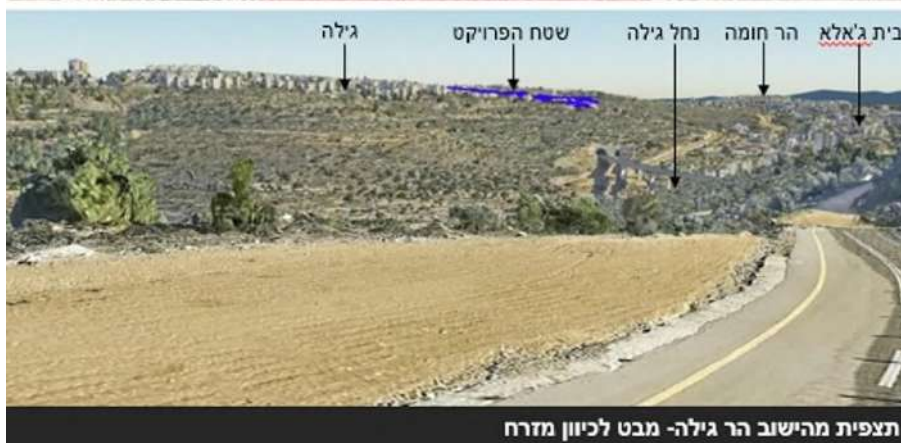 בית ג'אלא הר חומה נחל גילה שטח הפרויקט גילה
תצפית מהישוב הר גילה- מבט לכיוון מזרח